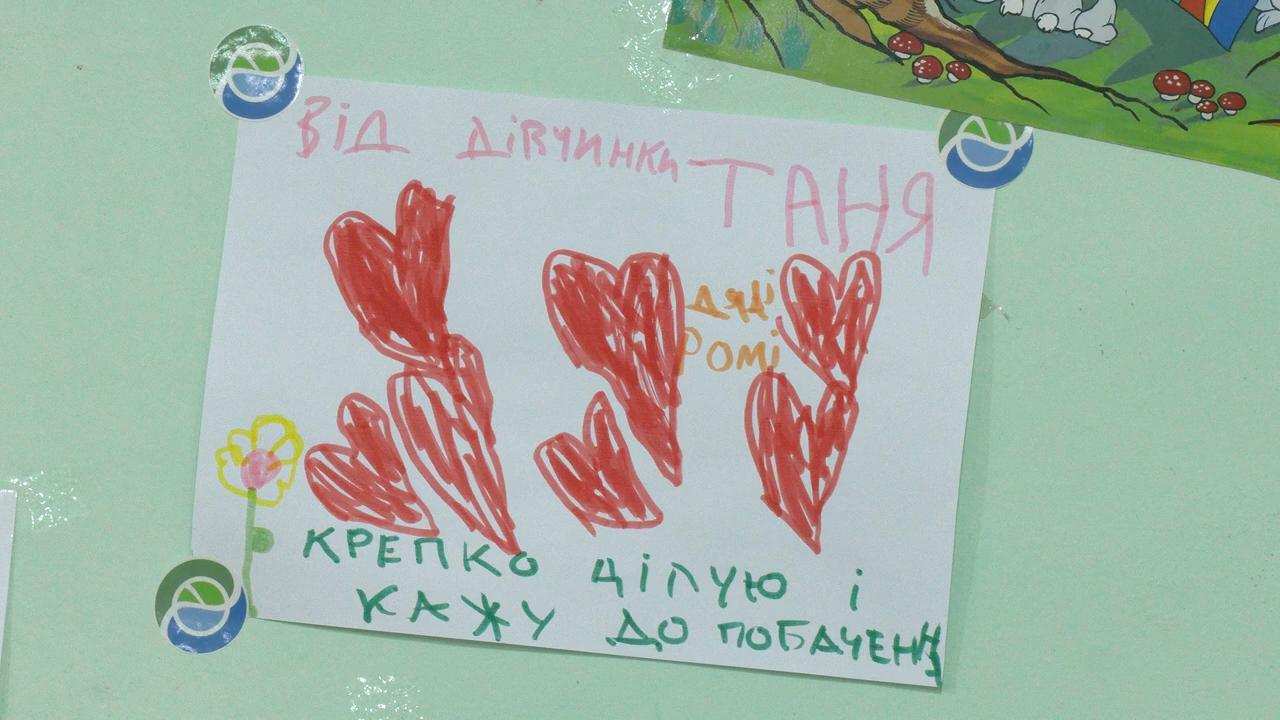 ВІД ДІВЧИНКИ ТАНЯ
ДЯДІ
РОМІ
КРЕПКО ЦІЛУЮ І
КАЖУ ДО ПОБАЧЕННЯ